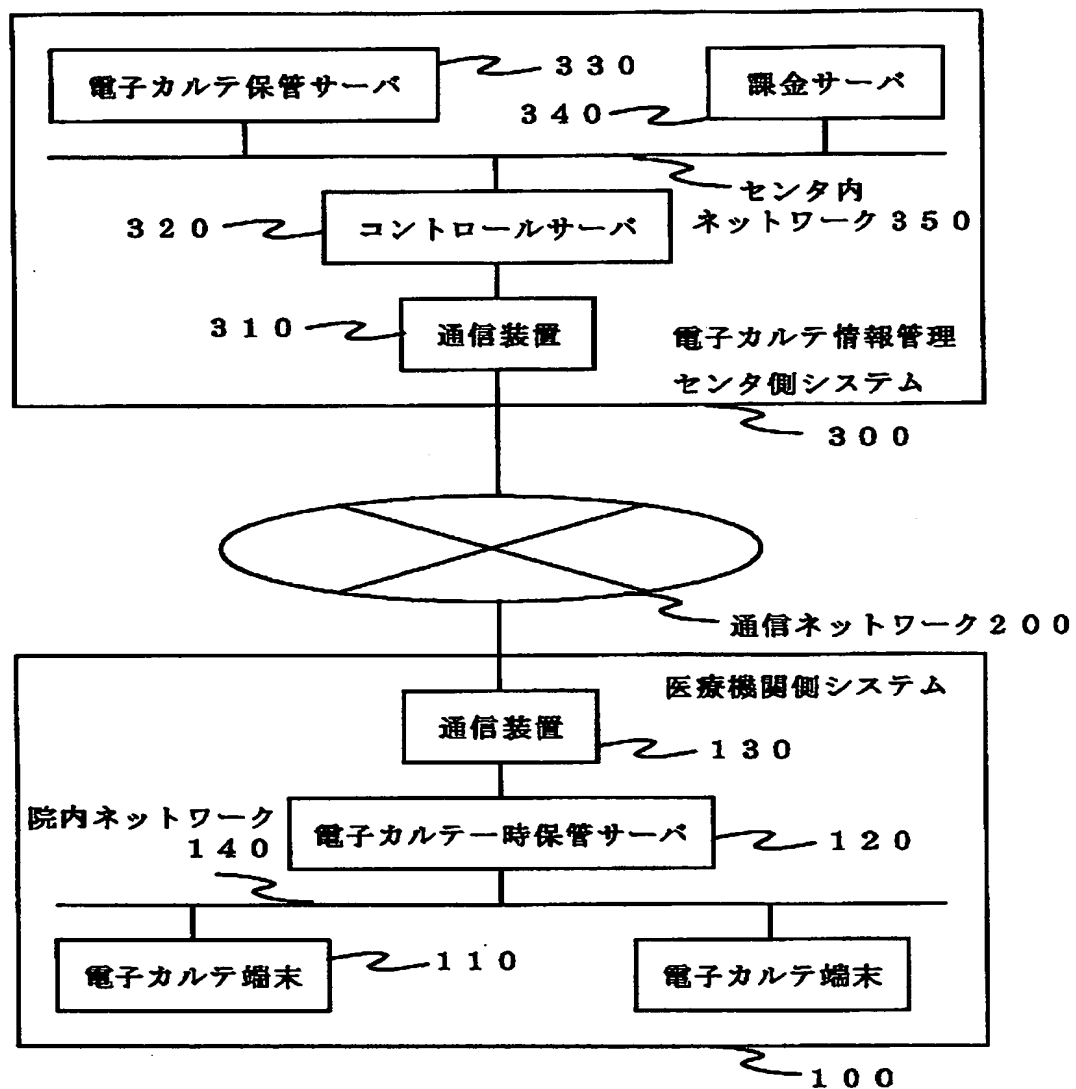 電子カルテ保管サーバ
330
課金サーバ
340
センタ内
ネットワーク350
320
コントロールサーバ
310
通信装置
電子カルテ情報管理
センタ側システム
300
通信ネットワーク200
医療機関側システム
通信装置
130
院内ネットワーク
140
電子カルテ一時保管サーバ
120
電子カルテ端末
110
電子カルテ端末
100